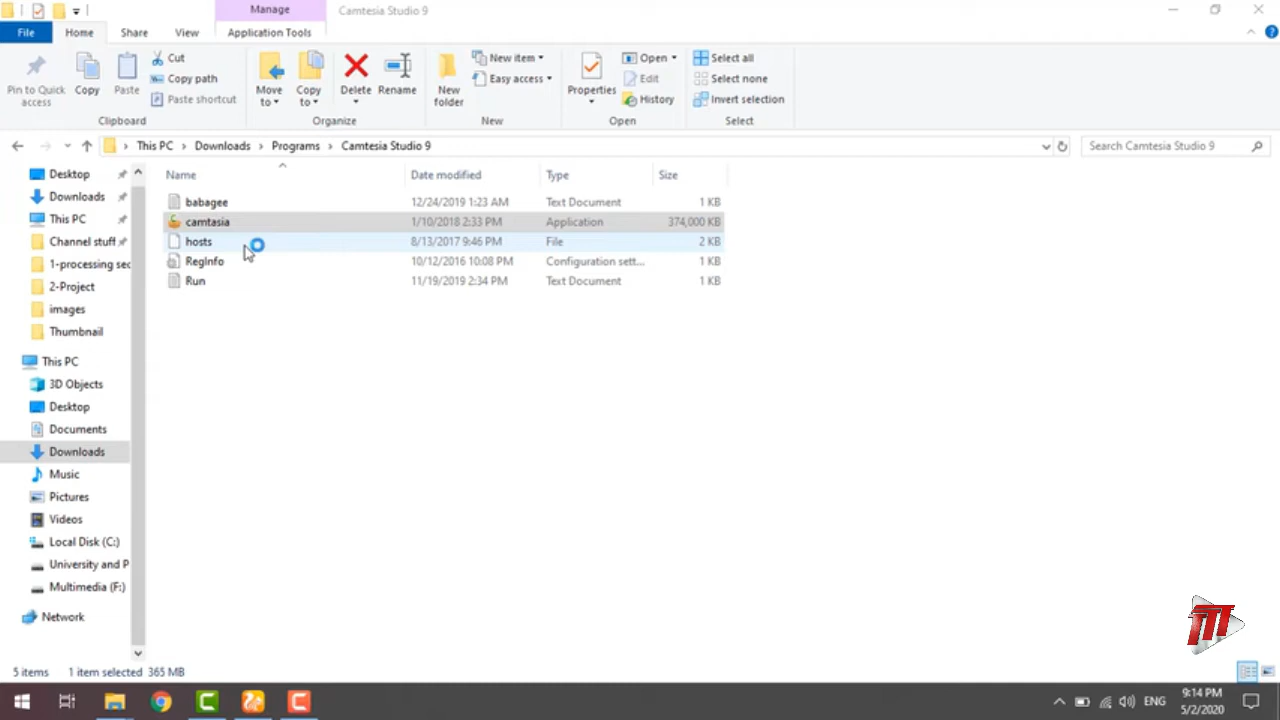 Manage
Camtesia Studio 9
File
Home
Share
View
Application Tools
Pin to Quick access
Copy
Paste
Cut
Copy path
Paste shortcut
Clipboard
Move to
Copy to
Delete
Rename
Organize
New folder
New item
Easy access
New
Properties
Open
Edit
History
Open
Select all
Select none
Invert selection
Select
This PC > Downloads > Programs > Camtesia Studio 9
Search Camtesia Studio 9
Name Date modified Type Size
babagee 12/24/2019 1:23 AM Text Document 1 KB
camtasia 1/10/2018 2:33 PM Application 374,000 KB
hosts 8/13/2017 9:46 PM File 2 KB
RegInfo 10/12/2016 10:08 PM Configuration sett... 1 KB
Run 11/19/2019 2:34 PM Text Document 1 KB
Desktop
Downloads
This PC
Channel stuff
1-processing sec
2-Project
images
Thumbnail
This PC
3D Objects
Desktop
Documents
Downloads
Music
Pictures
Videos
Local Disk (C:)
University and P
Multimedia (F:)
Network
5 items 1 item selected 365 MB
ENG
9:14 PM
5/2/2020